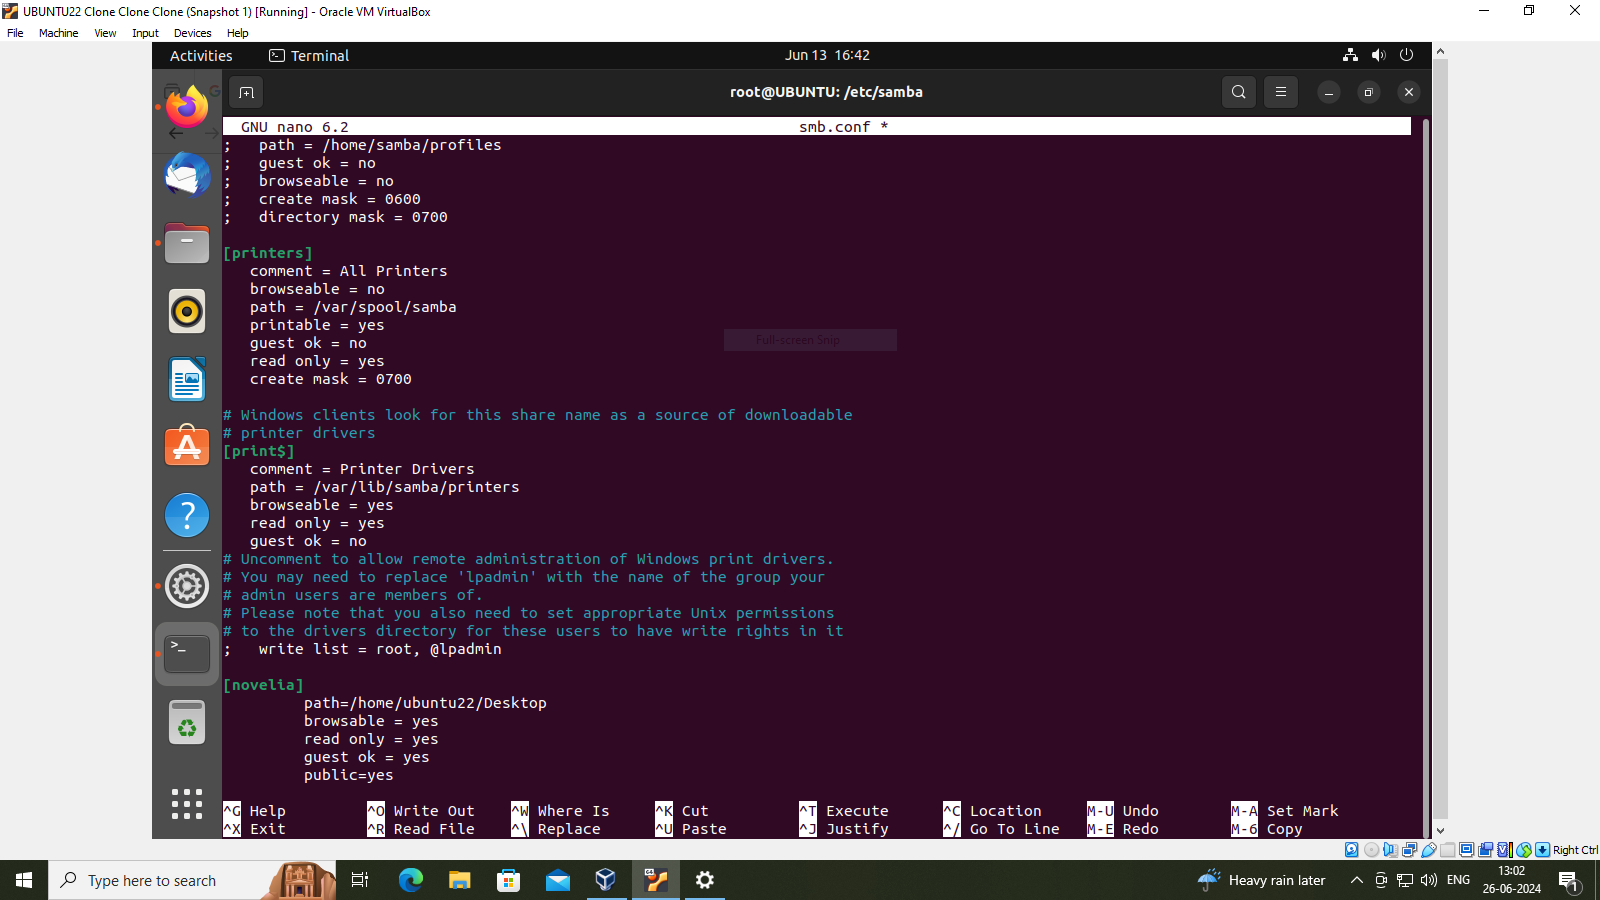 UBUNTU22 Clone Clone Clone (Snapshot 1) [Running] - Oracle VM VirtualBox
File Machine View Input Devices Help
Activities Terminal Jun 13 16:42
root@UBUNTU: /etc/samba
GNU nano 6.2 smb.conf *
;   path = /home/samba/profiles
;   guest ok = no
;   browseable = no
;   create mask = 0600
;   directory mask = 0700
[printers]
comment = All Printers
browseable = no
path = /var/spool/samba
printable = yes
guest ok = no
read only = yes
create mask = 0700
Full-screen Snip
# Windows clients look for this share name as a source of downloadable
# printer drivers
[print$]
comment = Printer Drivers
path = /var/lib/samba/printers
browseable = yes
read only = yes
guest ok = no
# Uncomment to allow remote administration of Windows print drivers.
# You may need to replace 'lpadmin' with the name of the group your
# admin users are members of.
# Please note that you also need to set appropriate Unix permissions
# to the drivers directory for these users to have write rights in it
;   write list = root, @lpadmin
[novelia]
path=/home/ubuntu22/Desktop
browsable = yes
read only = yes
guest ok = yes
public=yes
^G Help ^O Write Out ^W Where Is ^K Cut ^T Execute ^C Location M-U Undo M-A Set Mark
^X Exit ^R Read File ^\ Replace ^U Paste ^J Justify ^/ Go To Line M-E Redo M-6 Copy
Right Ctrl
Type here to search
Heavy rain later
ENG
13:02
26-06-2024
1